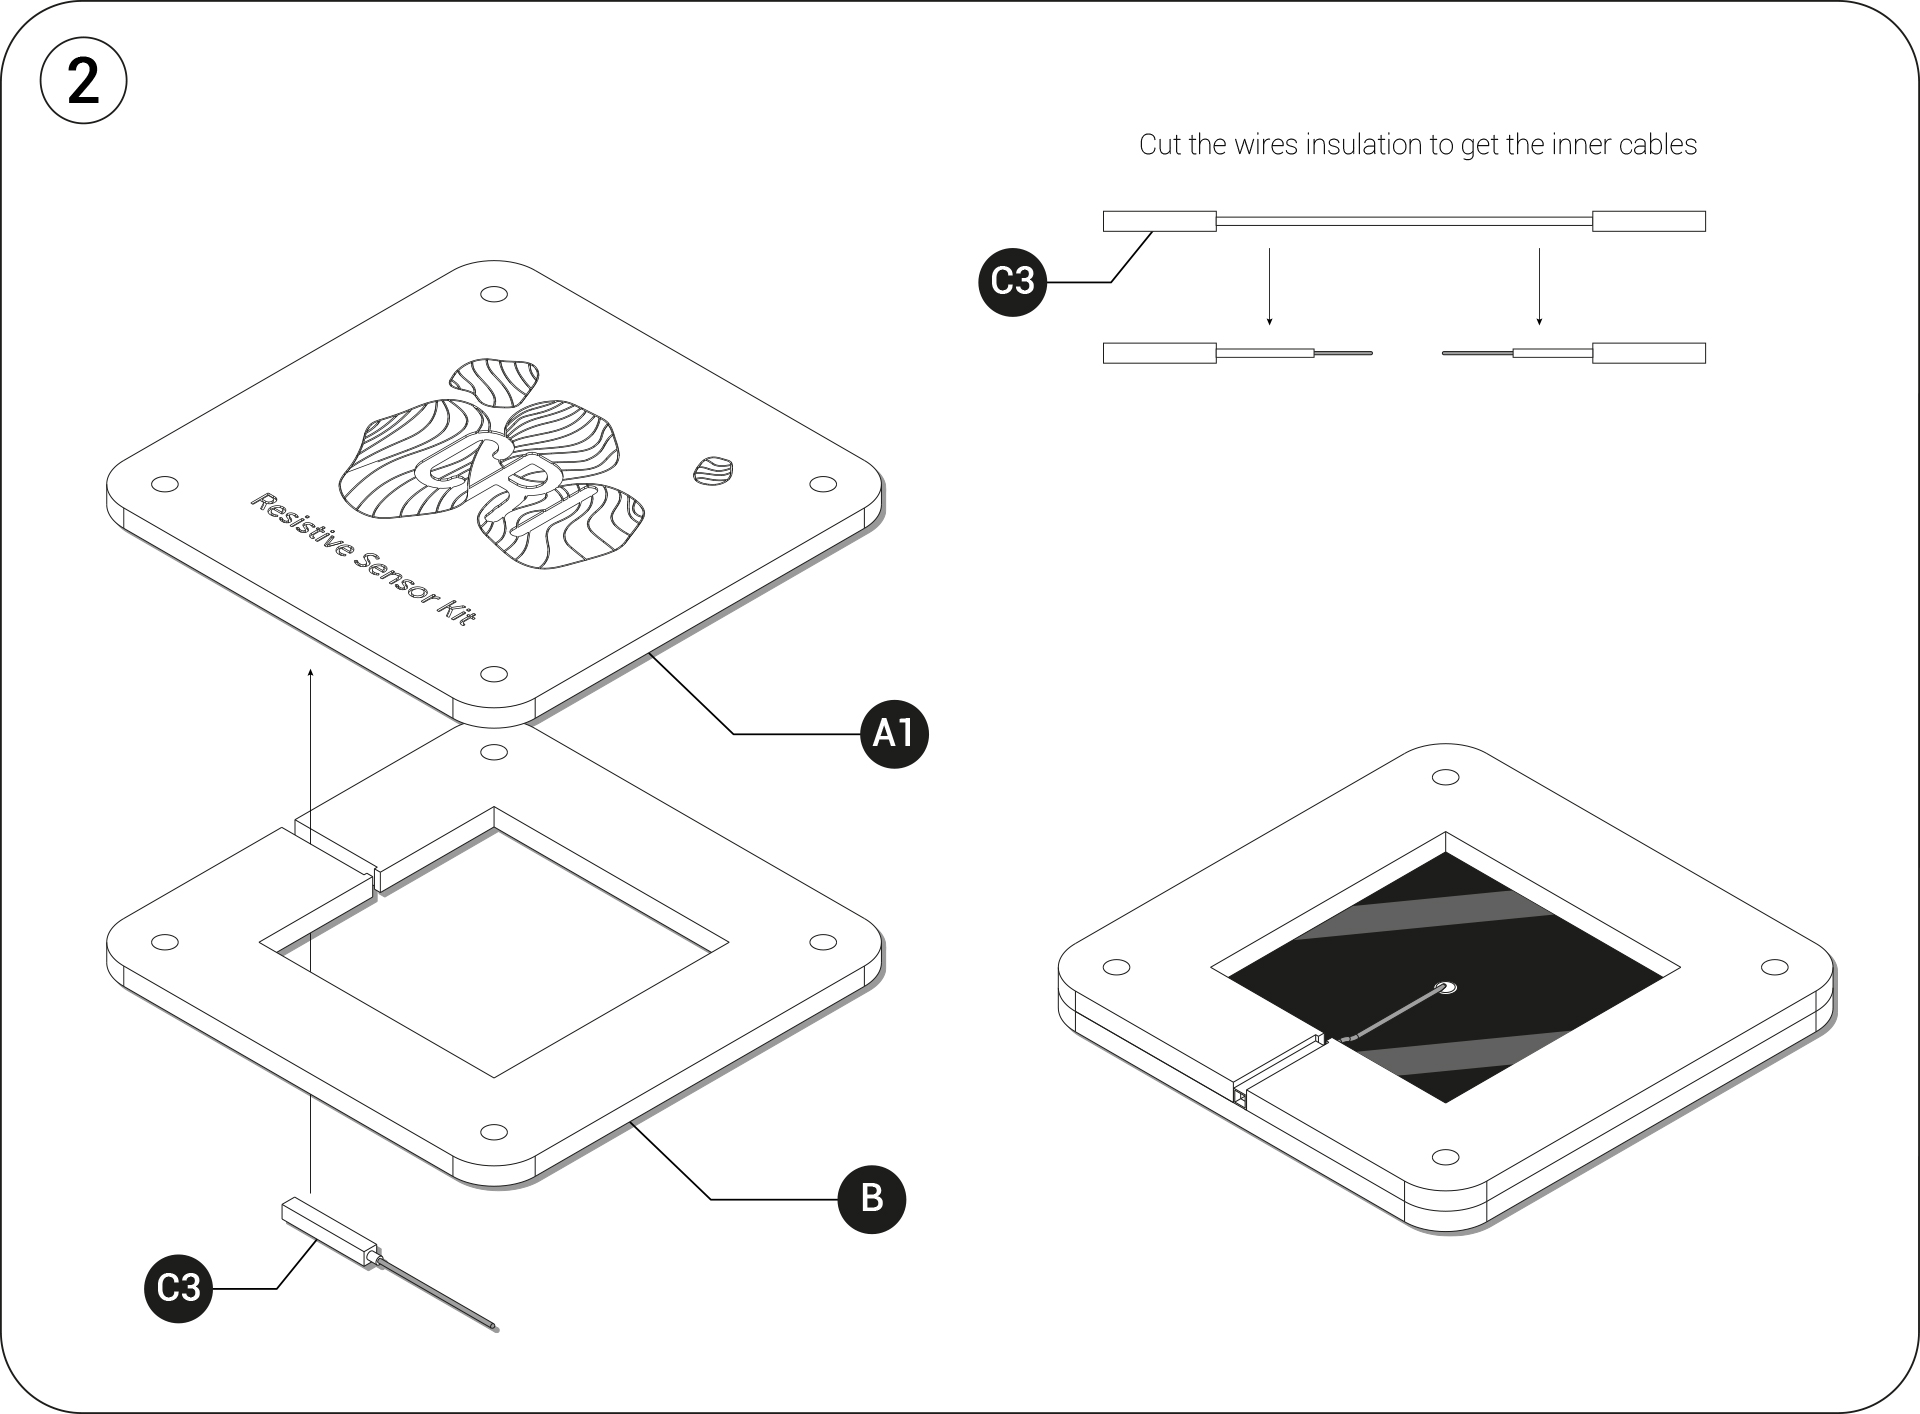 2
Cut the wires insulation to get the inner cables
C3
CRI
Resistive Sensor Kit
A1
B
C3